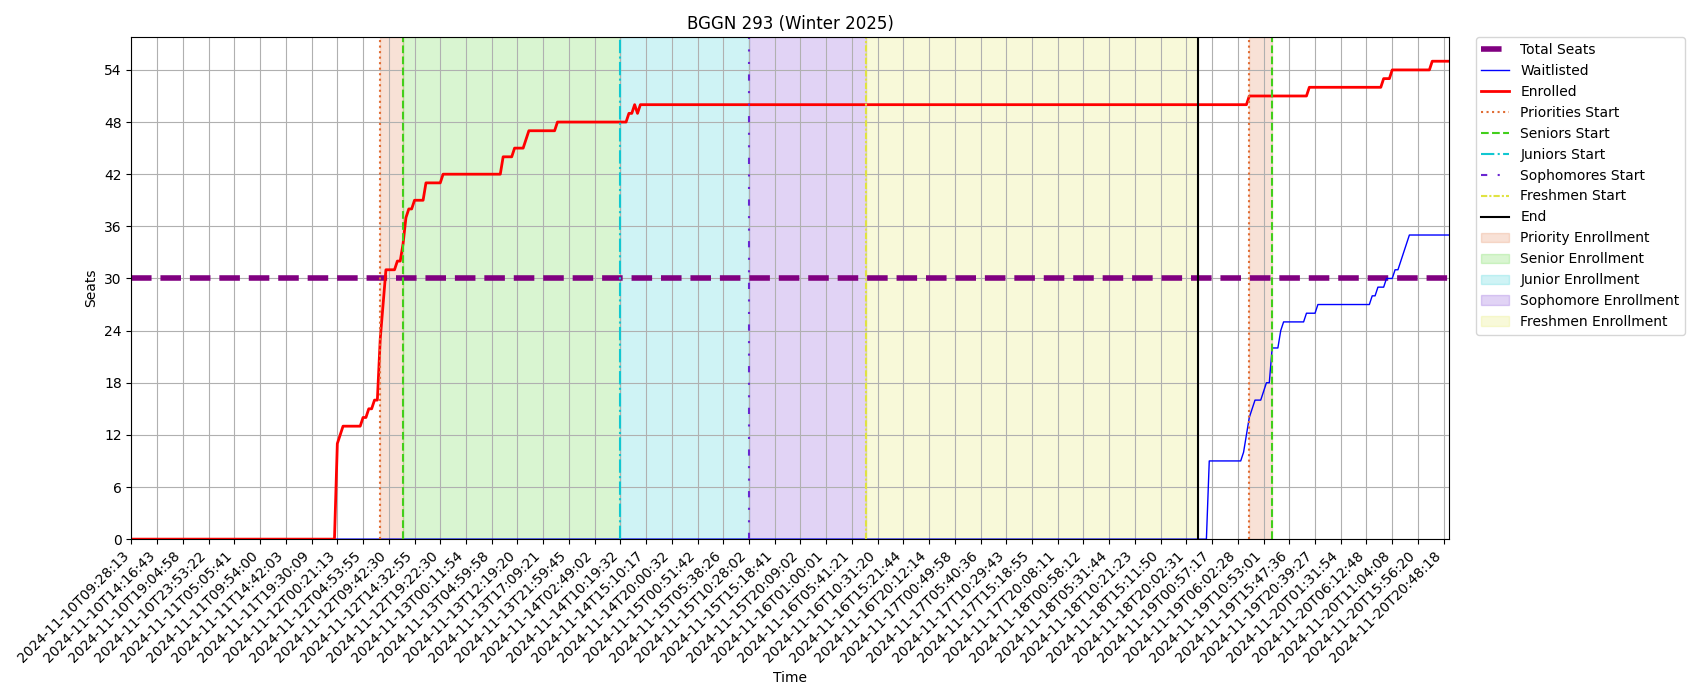 BGGN 293 (Winter 2025)
Seats
54
48
42
36
30
24
18
12
6
0
2024-11-10T09:28:13
2024-11-10T14:16:43
2024-11-10T19:04:58
2024-11-10T23:53:22
2024-11-11T05:05:41
2024-11-11T09:54:00
2024-11-11T14:42:03
2024-11-11T19:30:09
2024-11-12T00:21:13
2024-11-12T04:53:55
2024-11-12T09:42:30
2024-11-12T14:32:55
2024-11-12T19:22:30
2024-11-13T00:11:54
2024-11-13T04:59:58
2024-11-13T12:19:20
2024-11-13T17:09:21
2024-11-13T21:59:45
2024-11-14T02:49:02
2024-11-14T10:19:32
2024-11-14T15:10:17
2024-11-14T20:00:32
2024-11-15T00:51:42
2024-11-15T05:38:26
2024-11-15T10:28:02
2024-11-15T15:18:41
2024-11-15T20:09:02
2024-11-16T01:00:01
2024-11-16T05:41:21
2024-11-16T10:31:20
2024-11-16T15:21:44
2024-11-16T20:12:14
2024-11-17T00:49:58
2024-11-17T05:40:36
2024-11-17T10:29:43
2024-11-17T15:18:55
2024-11-17T20:08:11
2024-11-18T00:58:12
2024-11-18T05:31:44
2024-11-18T10:21:23
2024-11-18T15:11:50
2024-11-18T20:02:31
2024-11-19T00:57:17
2024-11-19T06:02:28
2024-11-19T10:53:01
2024-11-19T15:47:36
2024-11-19T20:39:27
2024-11-20T01:31:54
2024-11-20T06:12:48
2024-11-20T11:04:08
2024-11-20T15:56:20
2024-11-20T20:48:18
Time
Total Seats
Waitlisted
Enrolled
Priorities Start
Seniors Start
Juniors Start
Sophomores Start
Freshmen Start
End
Priority Enrollment
Senior Enrollment
Junior Enrollment
Sophomore Enrollment
Freshmen Enrollment